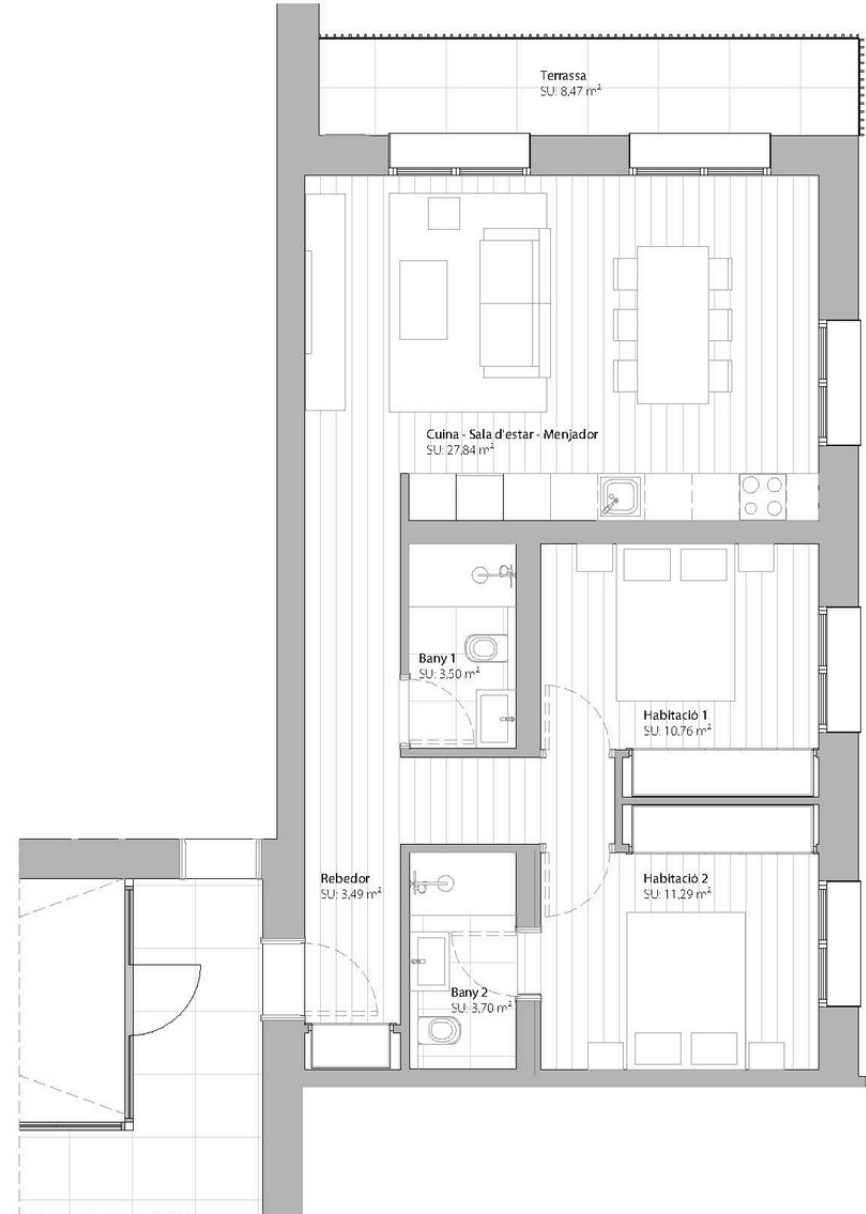 Terrassa
SU: 8,47 m²
Cuina - Sala d'estar - Menjador
SU: 27,84 m²
Bany 1
SU: 3,50 m²
Habitació 1
SU: 10,76 m²
Rebedor
SU: 3,49 m²
Habitació 2
SU: 11,29 m²
Bany 2
SU: 3,70 m²